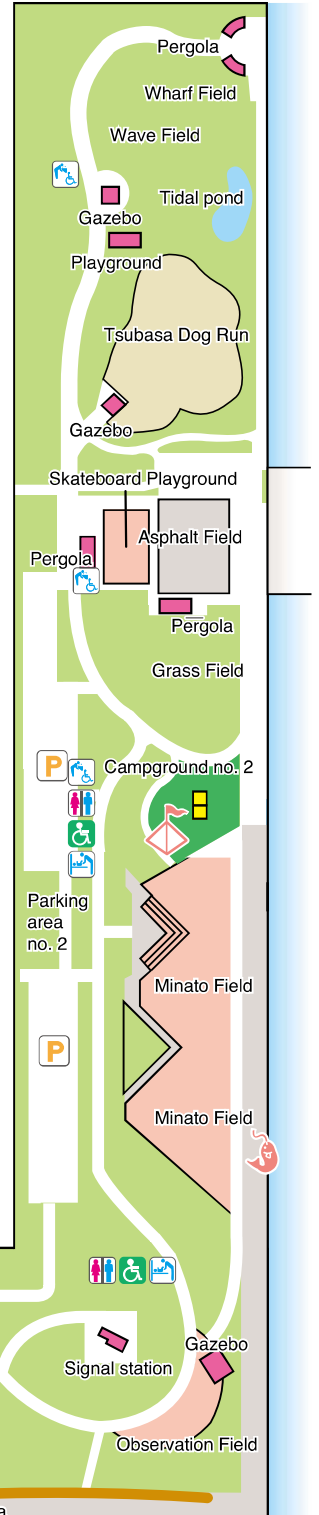 Pergola
Wharf Field
Wave Field
Tidal pond
Gazebo
Playground
Tsubasa Dog Run
Gazebo
Skateboard Playground
Asphalt Field
Pergola
Pergola
Grass Field
P
Campground no. 2
Parking
area
no. 2
Minato Field
P
Minato Field
Gazebo
Signal station
Observation Field
a